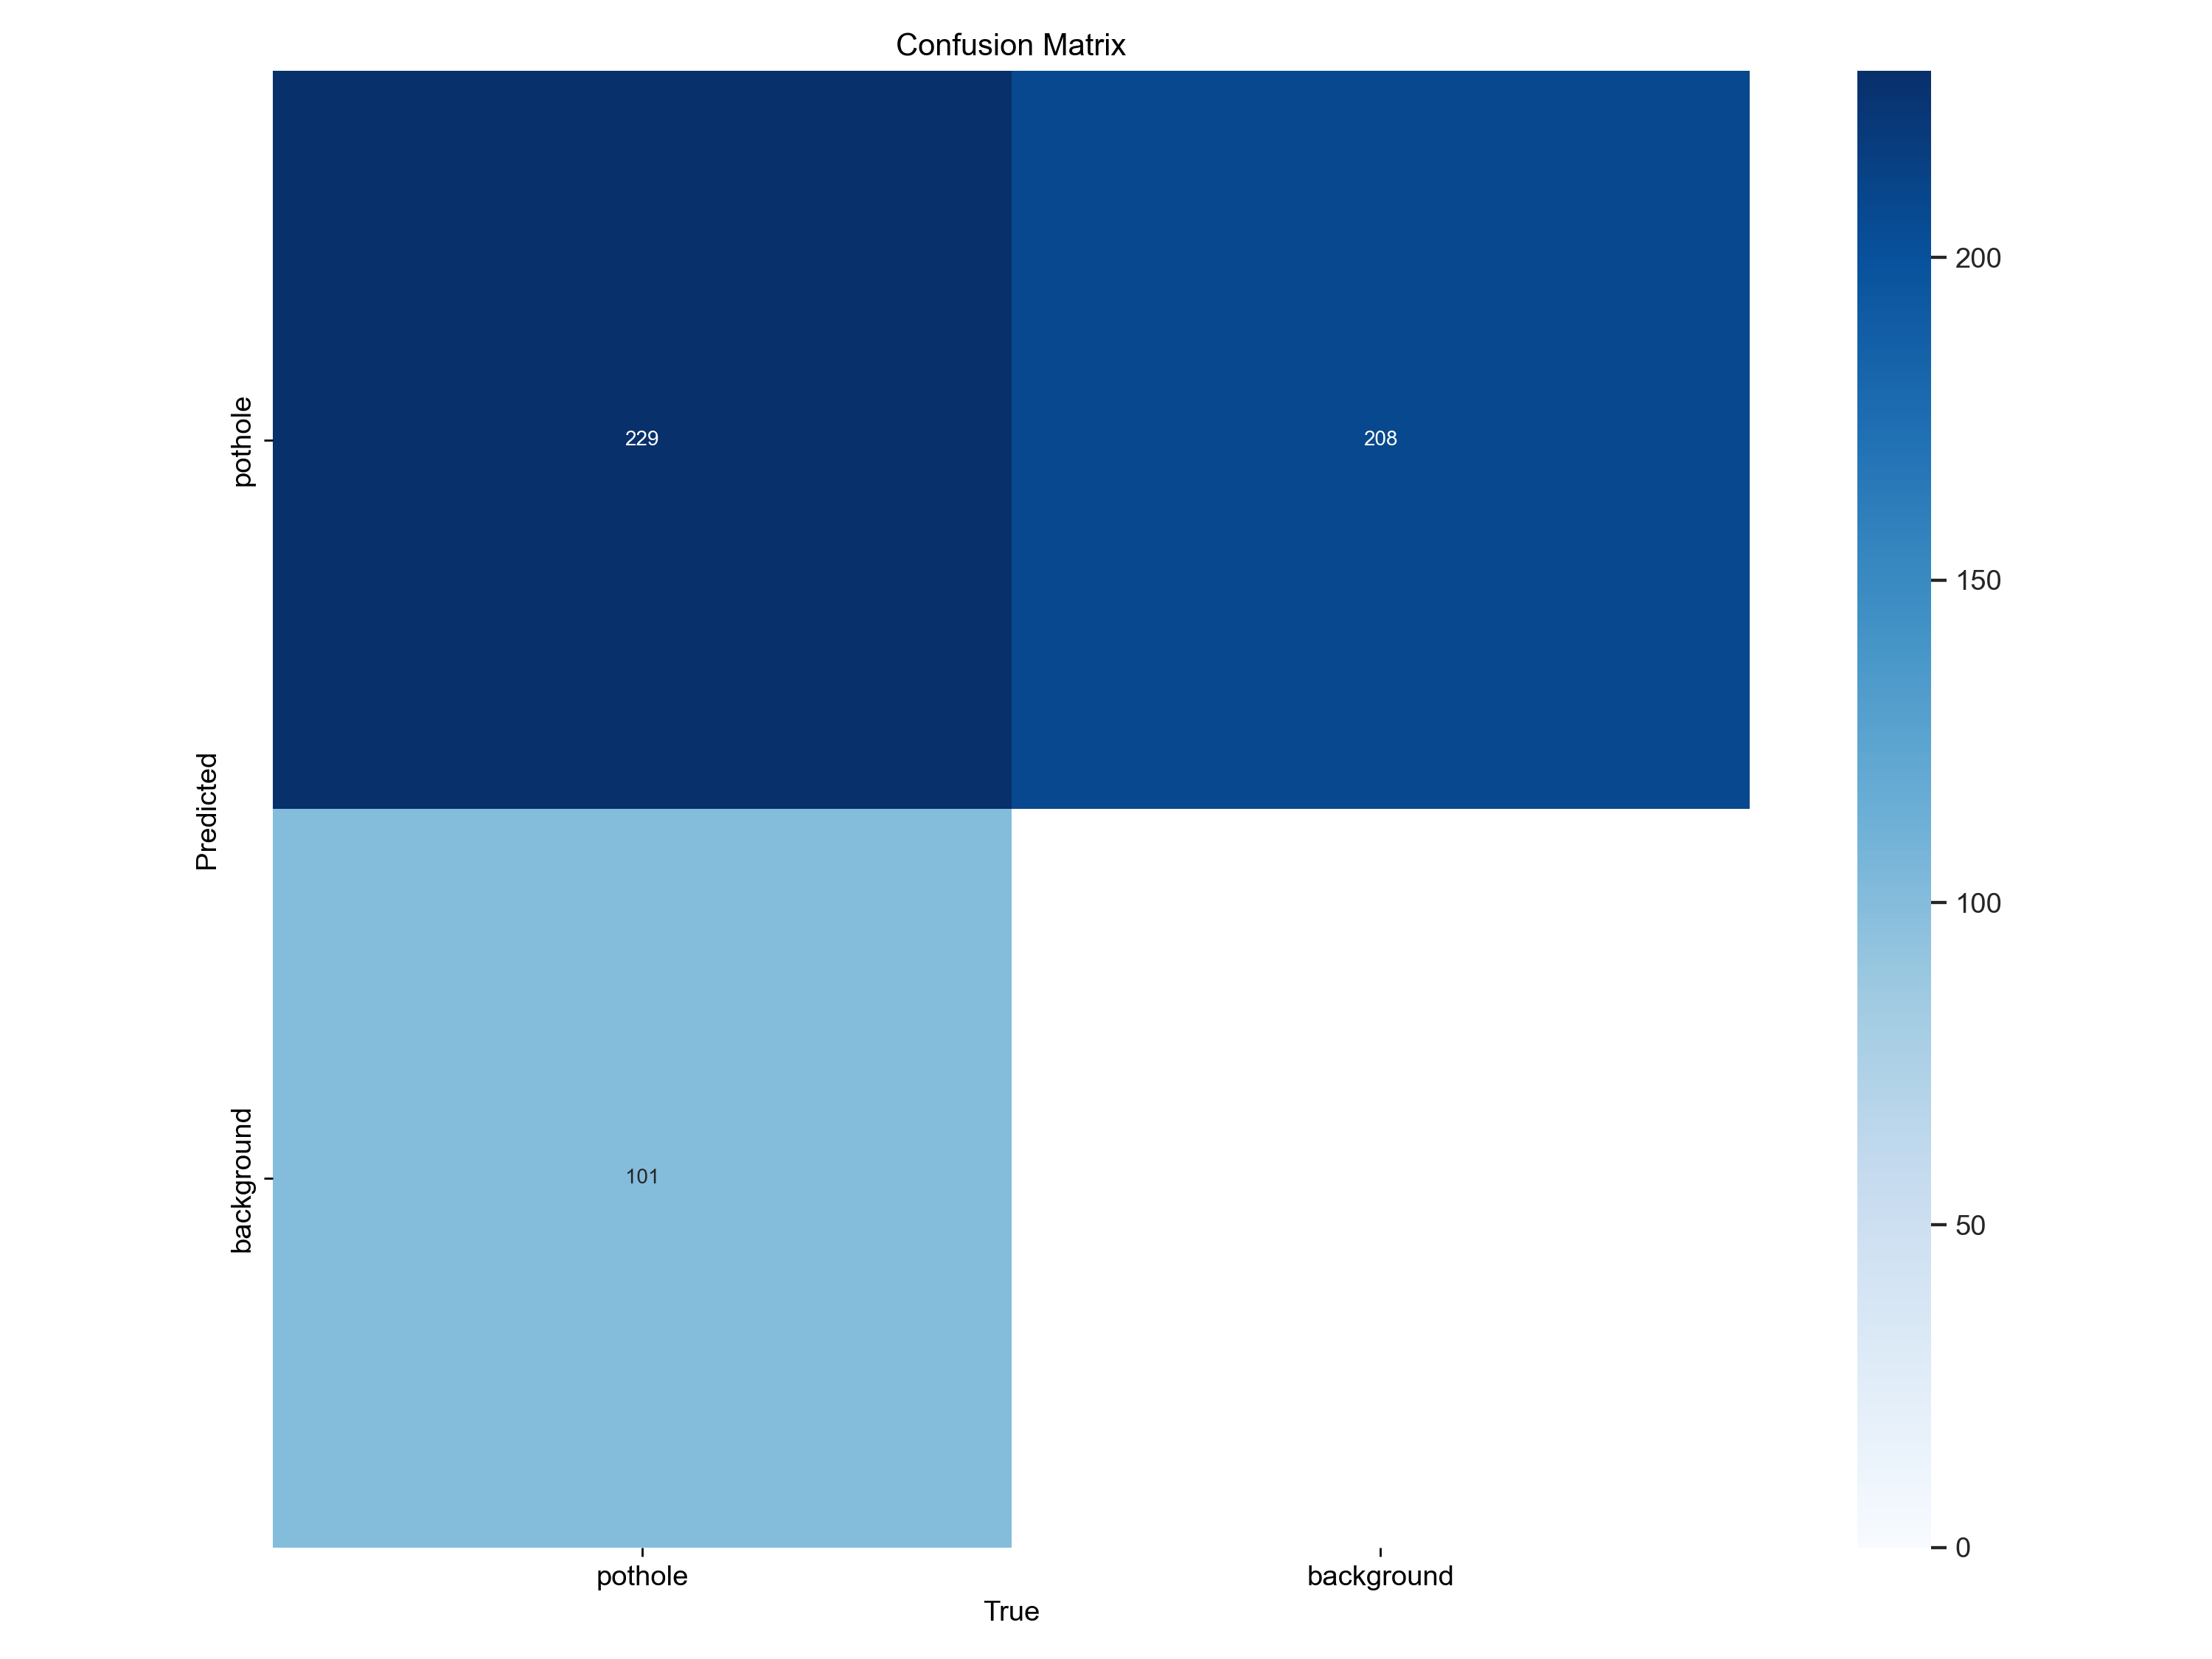 Confusion Matrix
pothole
229
208
200
150
Predicted
100
background
101
50
0
pothole
background
True